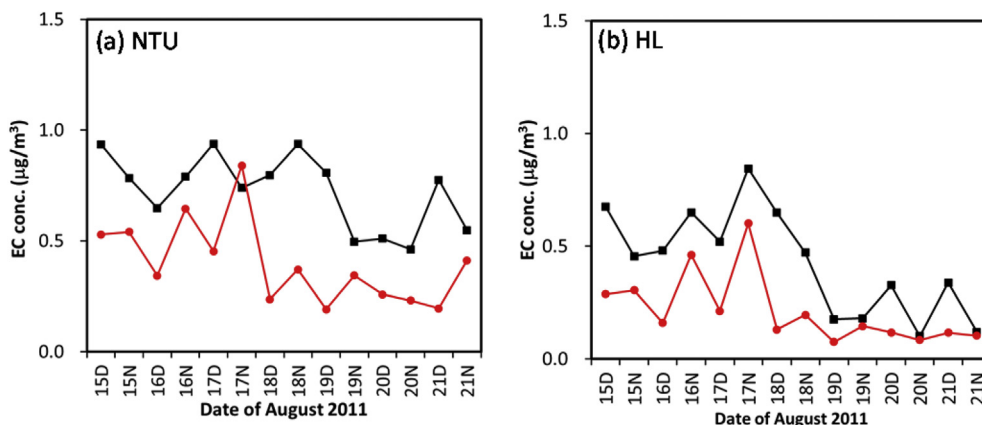 (a) NTU
1.5
1.0
0.5
0.0
EC conc. (µg/m³)
15D 15N 16D 16N 17D 17N 18D 18N 19D 19N 20D 20N 21D 21N
Date of August 2011
(b) HL
1.5
1.0
0.5
0.0
EC conc. (µg/m³)
15D 15N 16D 16N 17D 17N 18D 18N 19D 19N 20D 20N 21D 21N
Date of August 2011